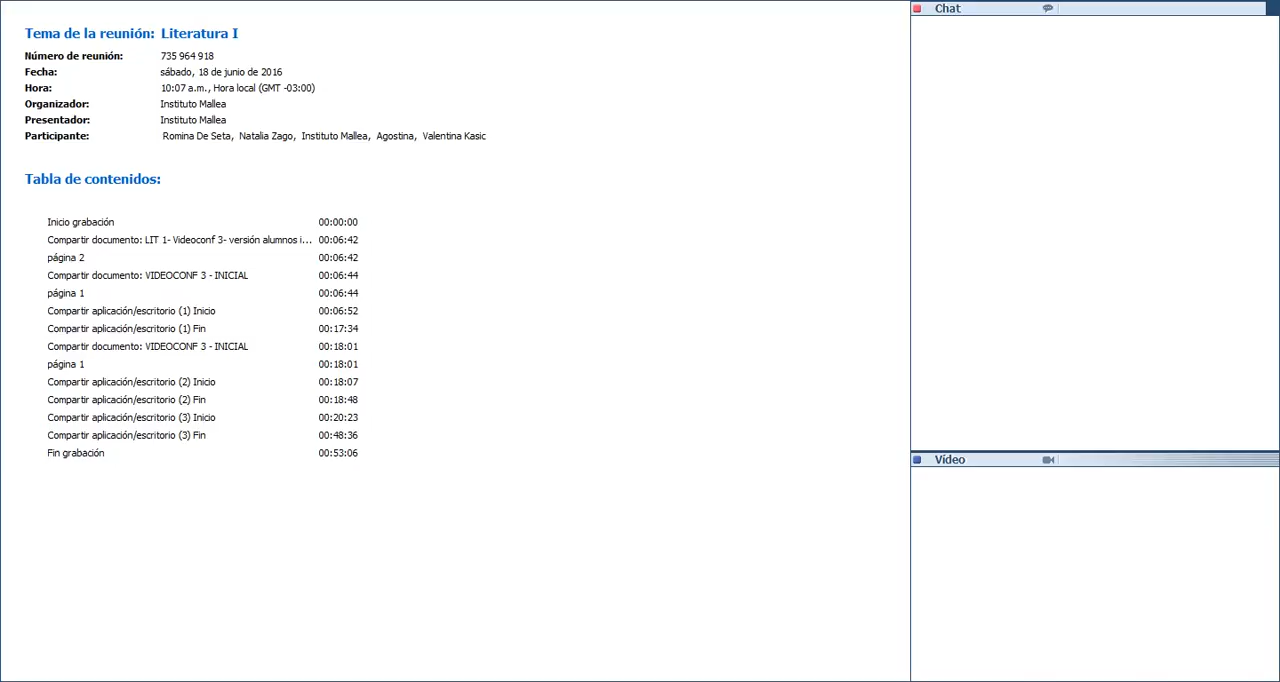 Tema de la reunión: Literatura I
Número de reunión: 735 964 918
Fecha: sábado, 18 de junio de 2016
Hora: 10:07 a.m., Hora local (GMT -03:00)
Organizador: Instituto Mallea
Presentador: Instituto Mallea
Participante: Romina De Seta, Natalia Zago, Instituto Mallea, Agostina, Valentina Kasic
Tabla de contenidos:
Inicio grabación 00:00:00
Compartir documento: LIT 1- Videoconf 3- versión alumnos i... 00:06:42
página 2 00:06:42
Compartir documento: VIDEOCONF 3 - INICIAL 00:06:44
página 1 00:06:44
Compartir aplicación/escritorio (1) Inicio 00:06:52
Compartir aplicación/escritorio (1) Fin 00:17:34
Compartir documento: VIDEOCONF 3 - INICIAL 00:18:01
página 1 00:18:01
Compartir aplicación/escritorio (2) Inicio 00:18:07
Compartir aplicación/escritorio (2) Fin 00:18:48
Compartir aplicación/escritorio (3) Inicio 00:20:23
Compartir aplicación/escritorio (3) Fin 00:48:36
Fin grabación 00:53:06
Chat
Vídeo